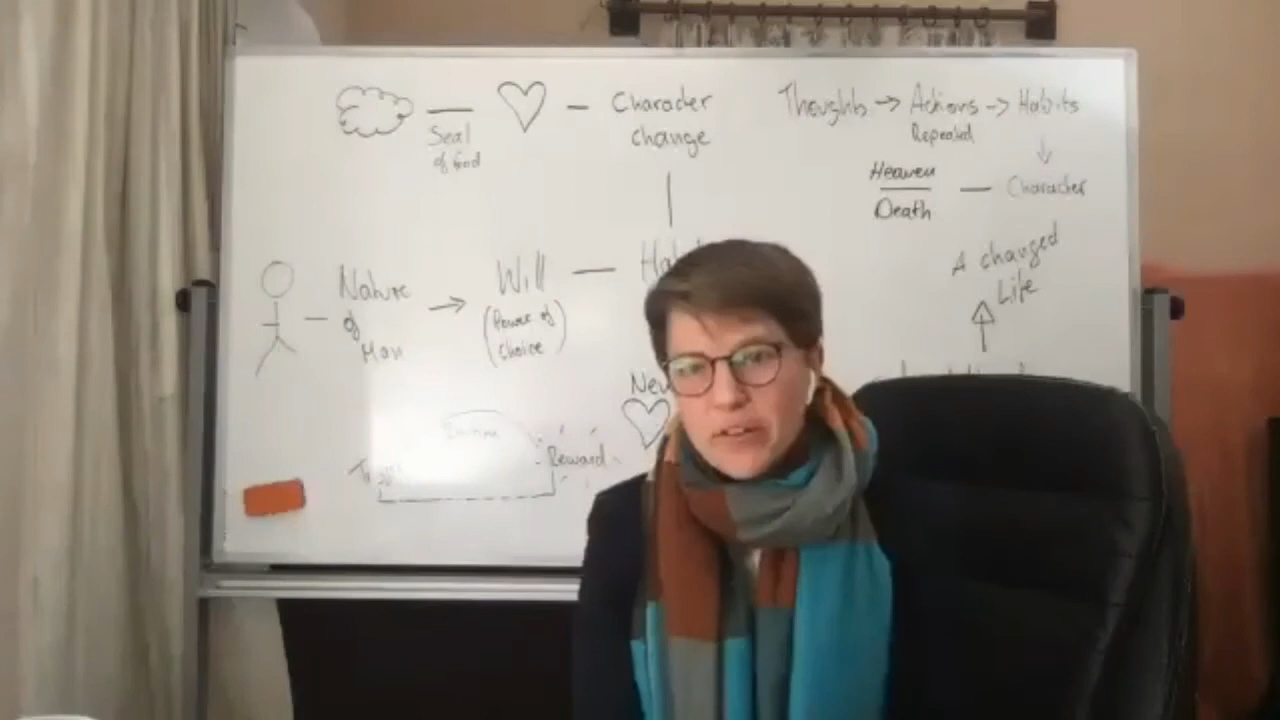 Seal
of God
Character
change
Thoughts → Actions → Habits
Repeated
Heaven
Death
Character
A changed
Life
Nature
of
Man
Will
(Power of
Choice)
Reward